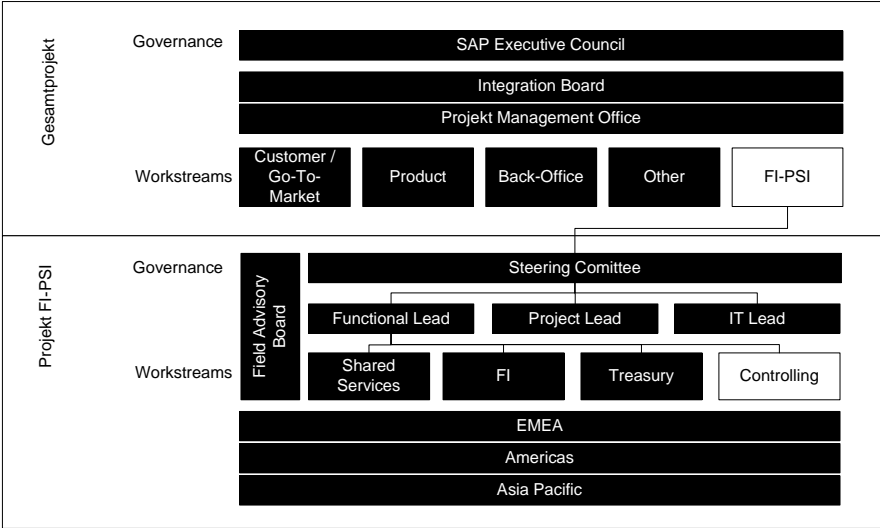 Gesamtprojekt
Governance
SAP Executive Council
Integration Board
Projekt Management Office
Workstreams
Customer /
Go-To-
Market
Product
Back-Office
Other
FI-PSI
Projekt FI-PSI
Governance
Field Advisory
Board
Steering Comittee
Functional Lead
Project Lead
IT Lead
Workstreams
Shared
Services
FI
Treasury
Controlling
EMEA
Americas
Asia Pacific